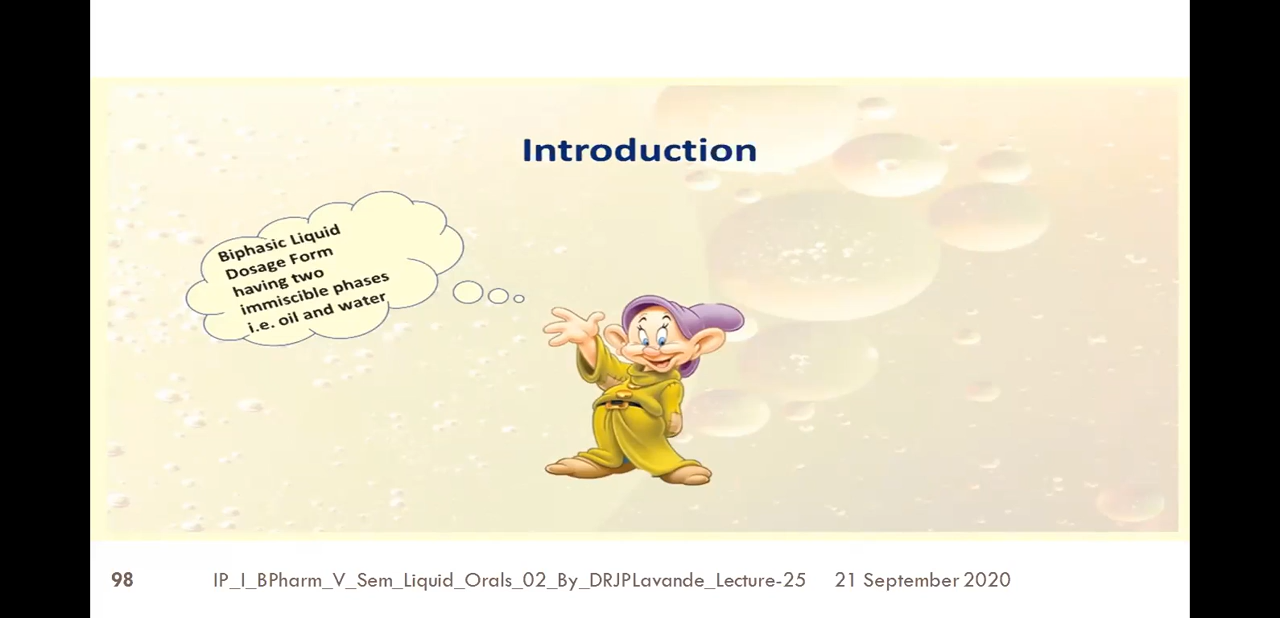 Introduction
Biphasic Liquid
Dosage Form
having two
immiscible phases
i.e. oil and water
98 IP_I_BPharm_V_Sem_Liquid_Orals_02_By_DRJPLavande_Lecture-25 21 September 2020